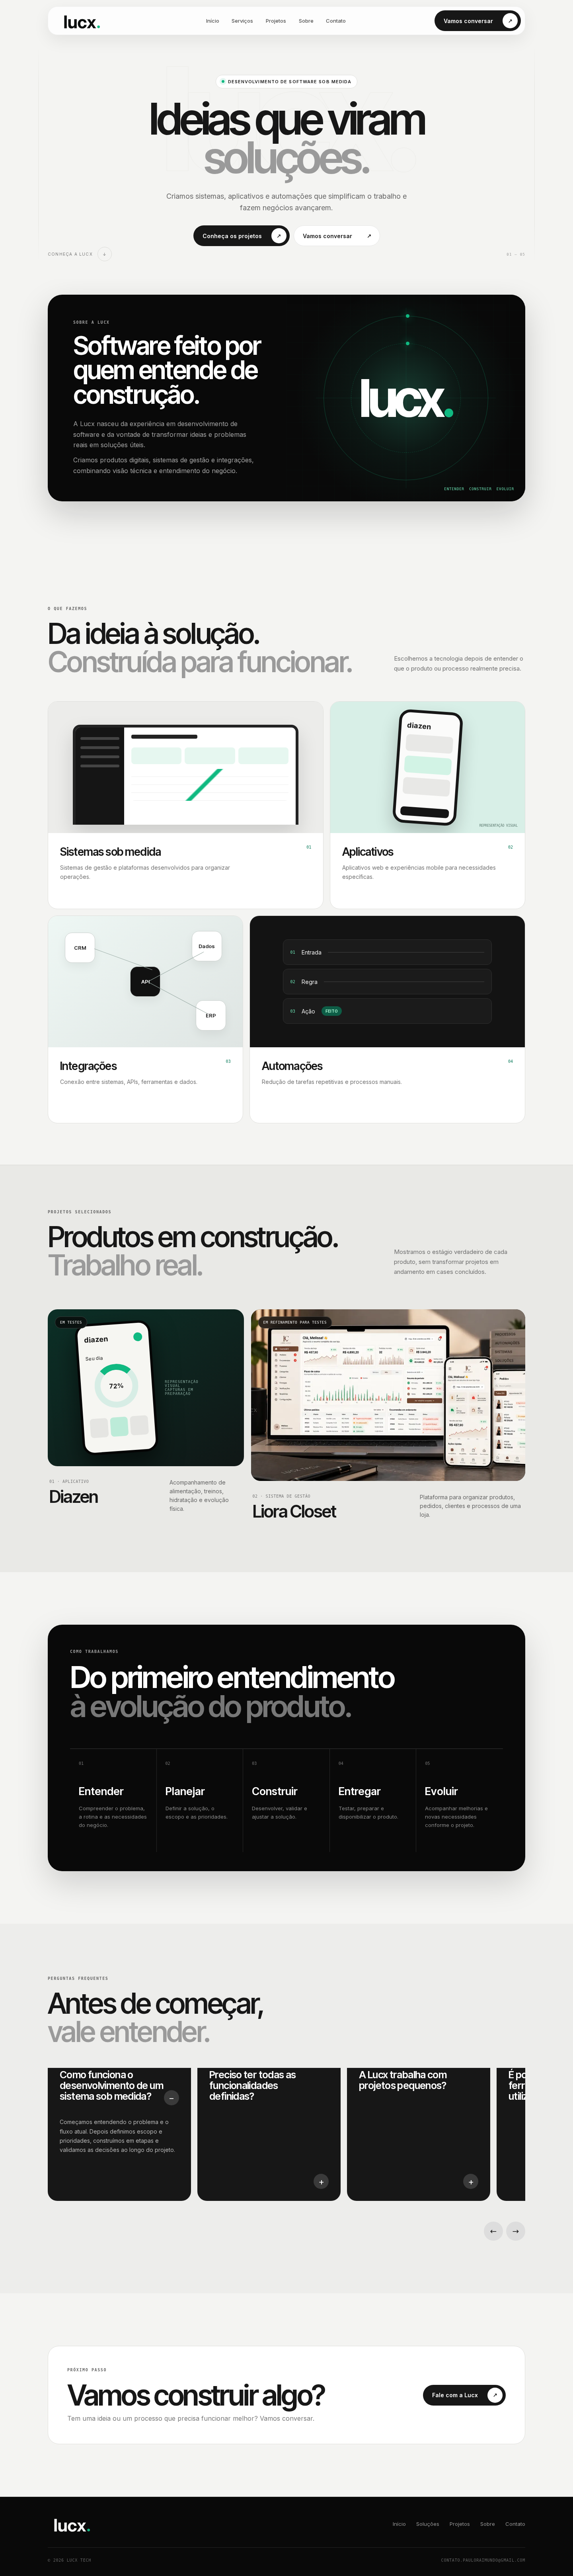 lucx.
Início Serviços Projetos Sobre Contato
Vamos conversar ↗
DESENVOLVIMENTO DE SOFTWARE SOB MEDIDA
Ideias que viram
soluções.
Criamos sistemas, aplicativos e automações que simplificam o trabalho e
fazem negócios avançarem.
Conheça os projetos ↗
Vamos conversar ↗
CONHEÇA A LUCX ↓
SOBRE A LUCX
Software feito por
quem entende de
construção.
A Lucx nasceu da experiência em desenvolvimento de
software e da vontade de transformar ideias e problemas
reais em soluções úteis.
Criamos produtos digitais, sistemas de gestão e integrações,
combinando visão técnica e entendimento do negócio.
lucx.
ENTENDER CONSTRUIR EVOLUIR
O QUE FAZEMOS
Da ideia à solução.
Construída para funcionar.
Escolhemos a tecnologia depois de entender o
que o produto ou processo realmente precisa.
diazen
REPRESENTAÇÃO VISUAL
Sistemas sob medida
01
Sistemas de gestão e plataformas desenvolvidos para organizar
operações.
Aplicativos
02
Aplicativos web e experiências mobile para necessidades
específicas.
CRM
Dados
API
ERP
01 Entrada
02 Regra
03 Ação FEITO
Integrações
03
Conexão entre sistemas, APIs, ferramentas e dados.
Automações
04
Redução de tarefas repetitivas e processos manuais.
PROJETOS SELECIONADOS
Produtos em construção.
Trabalho real.
Mostramos o estágio verdadeiro de cada
produto, sem transformar projetos em
andamento em cases concluídos.
EM TESTES
diazen
Seu dia
72%
REPRESENTAÇÃO
VISUAL
CAPTURAS EM
PREPARAÇÃO
EM REFINAMENTO PARA TESTES
01 · APLICATIVO
Diazen
Acompanhamento de
alimentação, treinos,
hidratação e evolução
física.
02 · SISTEMA DE GESTÃO
Liora Closet
Plataforma para organizar produtos,
pedidos, clientes e processos de uma
loja.
COMO TRABALHAMOS
Do primeiro entendimento
à evolução do produto.
01
Entender
Compreender o problema,
a rotina e as necessidades
do negócio.
02
Planejar
Definir a solução, o
escopo e as prioridades.
03
Construir
Desenvolver, validar e
ajustar a solução.
04
Entregar
Testar, preparar e
disponibilizar o produto.
05
Evoluir
Acompanhar melhorias e
novas necessidades
conforme o projeto.
PERGUNTAS FREQUENTES
Antes de começar,
vale entender.
Como funciona o
desenvolvimento de um
sistema sob medida?
−
Começamos entendendo o problema e o
fluxo atual. Depois definimos escopo e
prioridades, construímos em etapas e
validamos as decisões ao longo do projeto.
Preciso ter todas as
funcionalidades
definidas?
+
A Lucx trabalha com
projetos pequenos?
+
← →
PRÓXIMO PASSO
Vamos construir algo?
Tem uma ideia ou um processo que precisa funcionar melhor? Vamos conversar.
Fale com a Lucx ↗
lucx.
Início Soluções Projetos Sobre Contato
© 2026 LUCX TECH